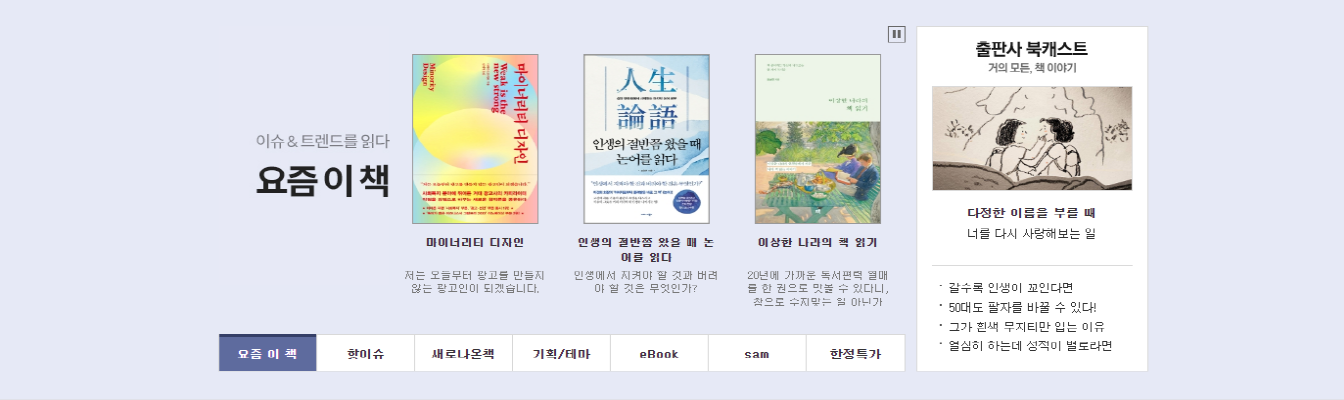 이슈 & 트렌드를 읽다
요즘 이 책
Minority
Design
Weak is the
new strong
마이너리티 디자인
마이너리티 디자인
저는 오늘부터 광고를 만들지
않는 광고인이 되겠습니다.
人生
論語
인생의 절반쯤 왔을 때
논어를 읽다
인생의 절반쯤 왔을 때 논
어를 읽다
인생에서 지켜야 할 것과 버려
야 할 것은 무엇인가?
이상한 나라의
책 읽기
이상한 나라의 책 읽기
20년에 가까운 독서편력 월매
를 한 권으로 맛볼 수 있다니,
참으로 수지맞는 일 아닌가
요즘 이 책
핫이슈
새로나온책
기획/테마
eBook
sam
한정특가
출판사 북캐스트
거의 모든, 책 이야기
다정한 이름을 부를 때
너를 다시 사랑해보는 일
· 갈수록 인생이 꼬인다면
· 50대도 팔자를 바꿀 수 있다!
· 그가 흰색 무지티만 입는 이유
· 열심히 하는데 성적이 별로라면